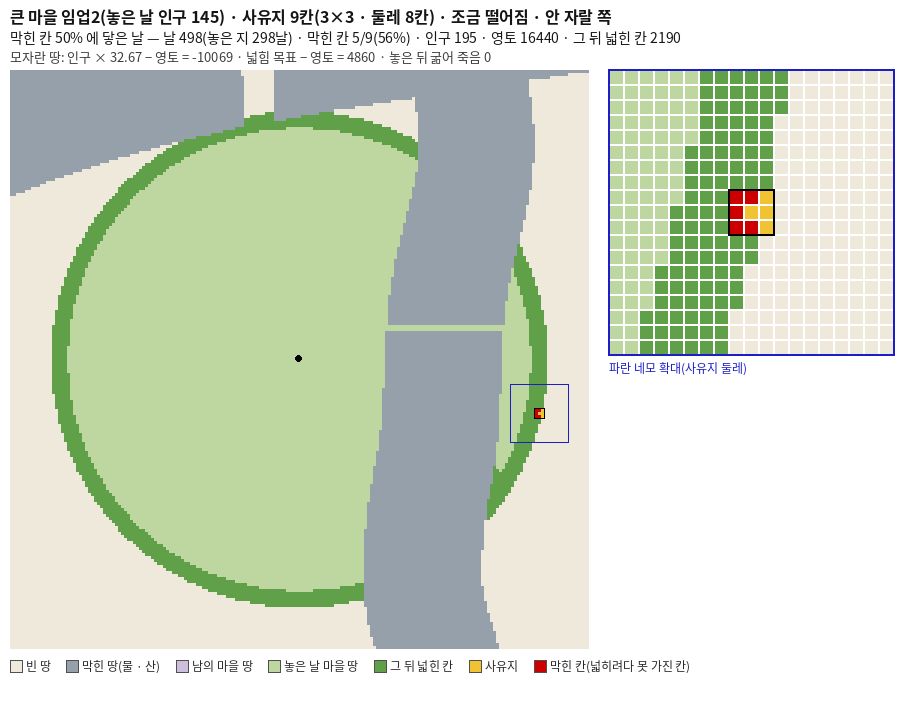 큰 마을 임업2(놓은 날 인구 145) · 사유지 9칸(3×3 · 둘레 8칸) · 조금 떨어짐 · 안 자랄 쪽
막힌 칸 50% 에 닿은 날 — 날 498(놓은 지 298날) · 막힌 칸 5/9(56%) · 인구 195 · 영토 16440 · 그 뒤 넓힌 칸 2190
모자란 땅: 인구 × 32.67 − 영토 = -10069 · 넓힘 목표 − 영토 = 4860 · 놓은 뒤 굶어 죽음 0
파란 네모 확대(사유지 둘레)
빈 땅 막힌 땅(물 · 산) 남의 마을 땅 놓은 날 마을 땅 그 뒤 넓힌 칸 사유지 막힌 칸(넓히려다 못 가진 칸)